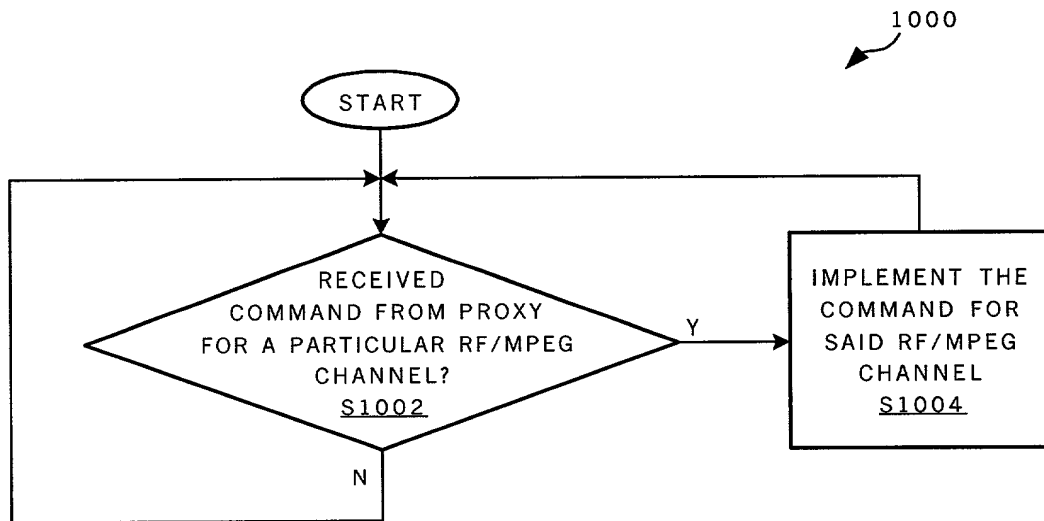 1000
START
RECEIVED
COMMAND FROM PROXY
FOR A PARTICULAR RF/MPEG
CHANNEL?
S1002
Y
IMPLEMENT THE
COMMAND FOR
SAID RF/MPEG
CHANNEL
S1004
N